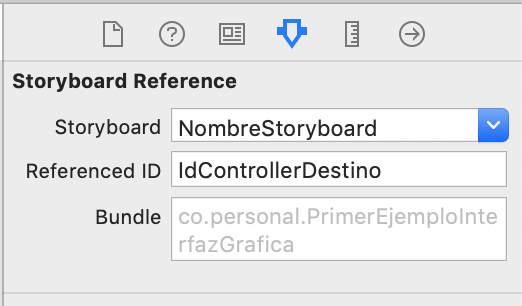 Storyboard Reference
Storyboard NombreStoryboard
Referenced ID IdControllerDestino
Bundle co.personal.PrimerEjemploInte
rfazGrafica